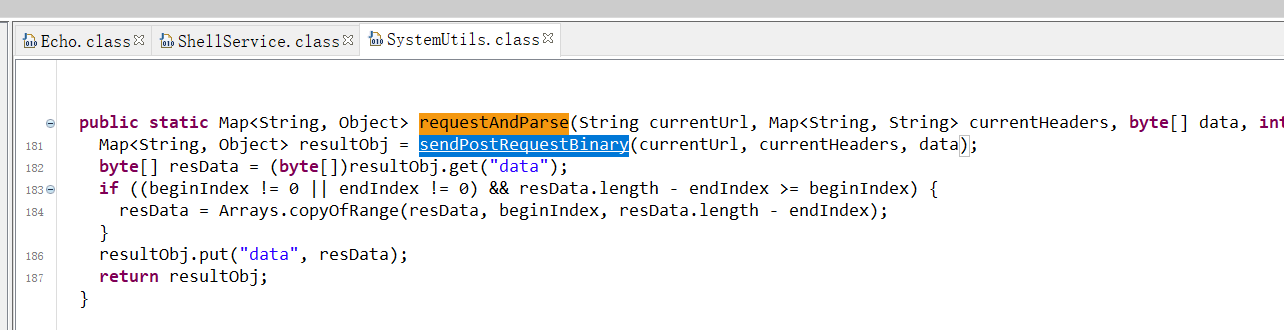 Echo.class ShellService.class SystemUtils.class
public static Map<String, Object> requestAndParse(String currentUrl, Map<String, String> currentHeaders, byte[] data, int
181 Map<String, Object> resultObj = sendPostRequestBinary(currentUrl, currentHeaders, data);
182 byte[] resData = (byte[])resultObj.get("data");
183 if ((beginIndex != 0 || endIndex != 0) && resData.length - endIndex >= beginIndex) {
184 resData = Arrays.copyOfRange(resData, beginIndex, resData.length - endIndex);
}
186 resultObj.put("data", resData);
187 return resultObj;
}